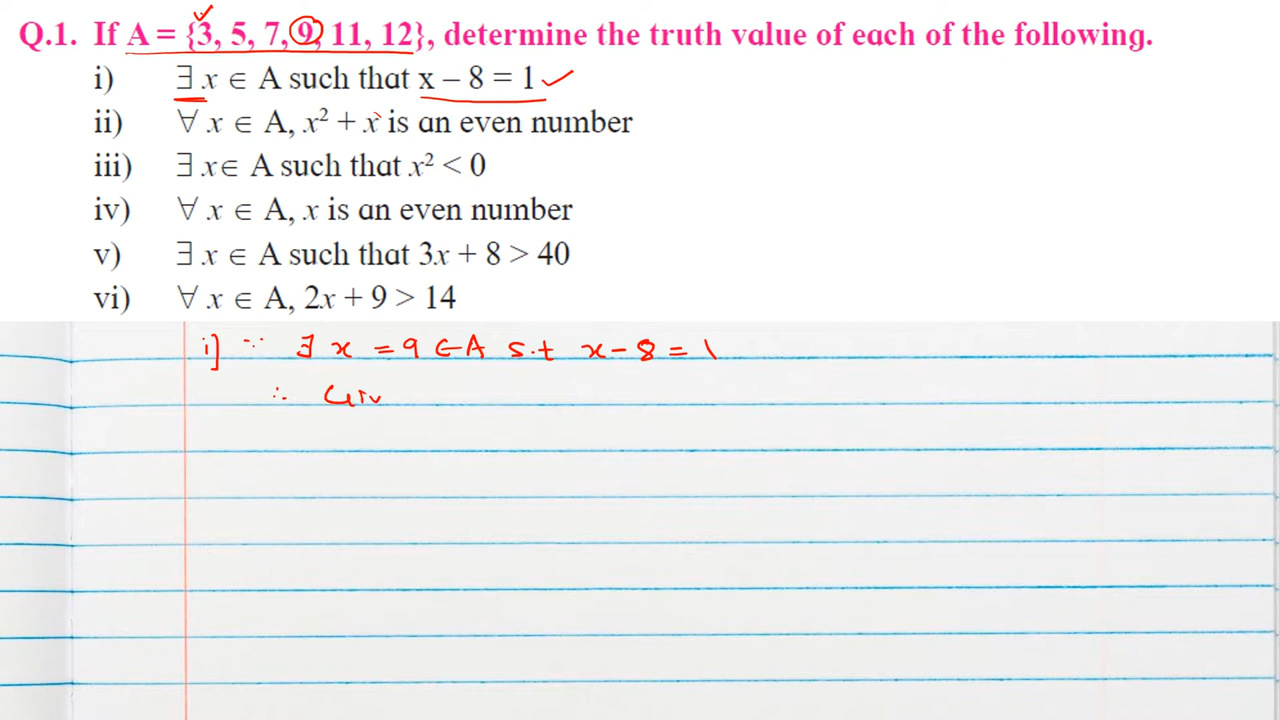 Q.1. If A = {3, 5, 7, 9, 11, 12}, determine the truth value of each of the following.
i) ∃ x ∈ A such that x – 8 = 1
ii) ∀ x ∈ A, x² + x is an even number
iii) ∃ x∈ A such that x² < 0
iv) ∀ x ∈ A, x is an even number
v) ∃ x ∈ A such that 3x + 8 > 40
vi) ∀ x ∈ A, 2x + 9 > 14
i] ∵ ∃ x = 9 ∈ A s.t x - 8 = 1
∴ Giv